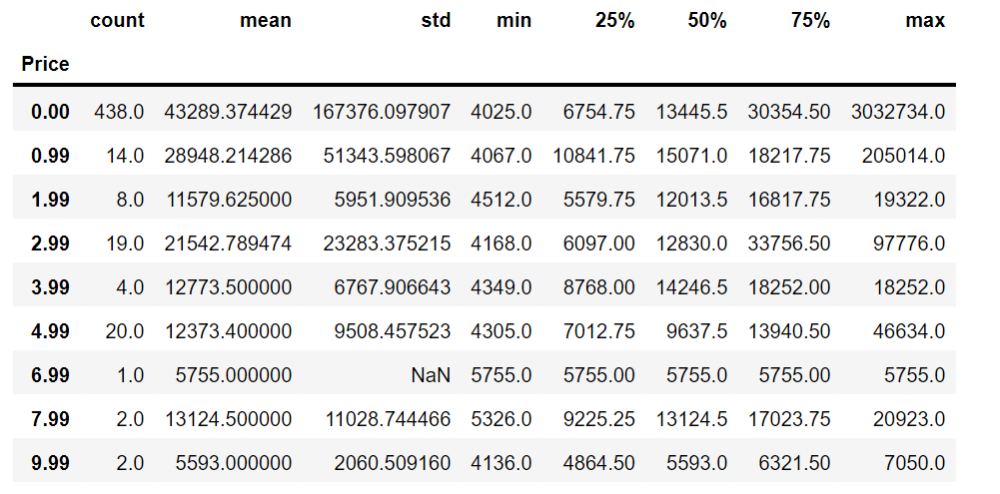 count mean std min 25% 50% 75% max
Price
0.00 438.0 43289.374429 167376.097907 4025.0 6754.75 13445.5 30354.50 3032734.0
0.99 14.0 28948.214286 51343.598067 4067.0 10841.75 15071.0 18217.75 205014.0
1.99 8.0 11579.625000 5951.909536 4512.0 5579.75 12013.5 16817.75 19322.0
2.99 19.0 21542.789474 23283.375215 4168.0 6097.00 12830.0 33756.50 97776.0
3.99 4.0 12773.500000 6767.906643 4349.0 8768.00 14246.5 18252.00 18252.0
4.99 20.0 12373.400000 9508.457523 4305.0 7012.75 9637.5 13940.50 46634.0
6.99 1.0 5755.000000 NaN 5755.0 5755.00 5755.0 5755.00 5755.0
7.99 2.0 13124.500000 11028.744466 5326.0 9225.25 13124.5 17023.75 20923.0
9.99 2.0 5593.000000 2060.509160 4136.0 4864.50 5593.0 6321.50 7050.0